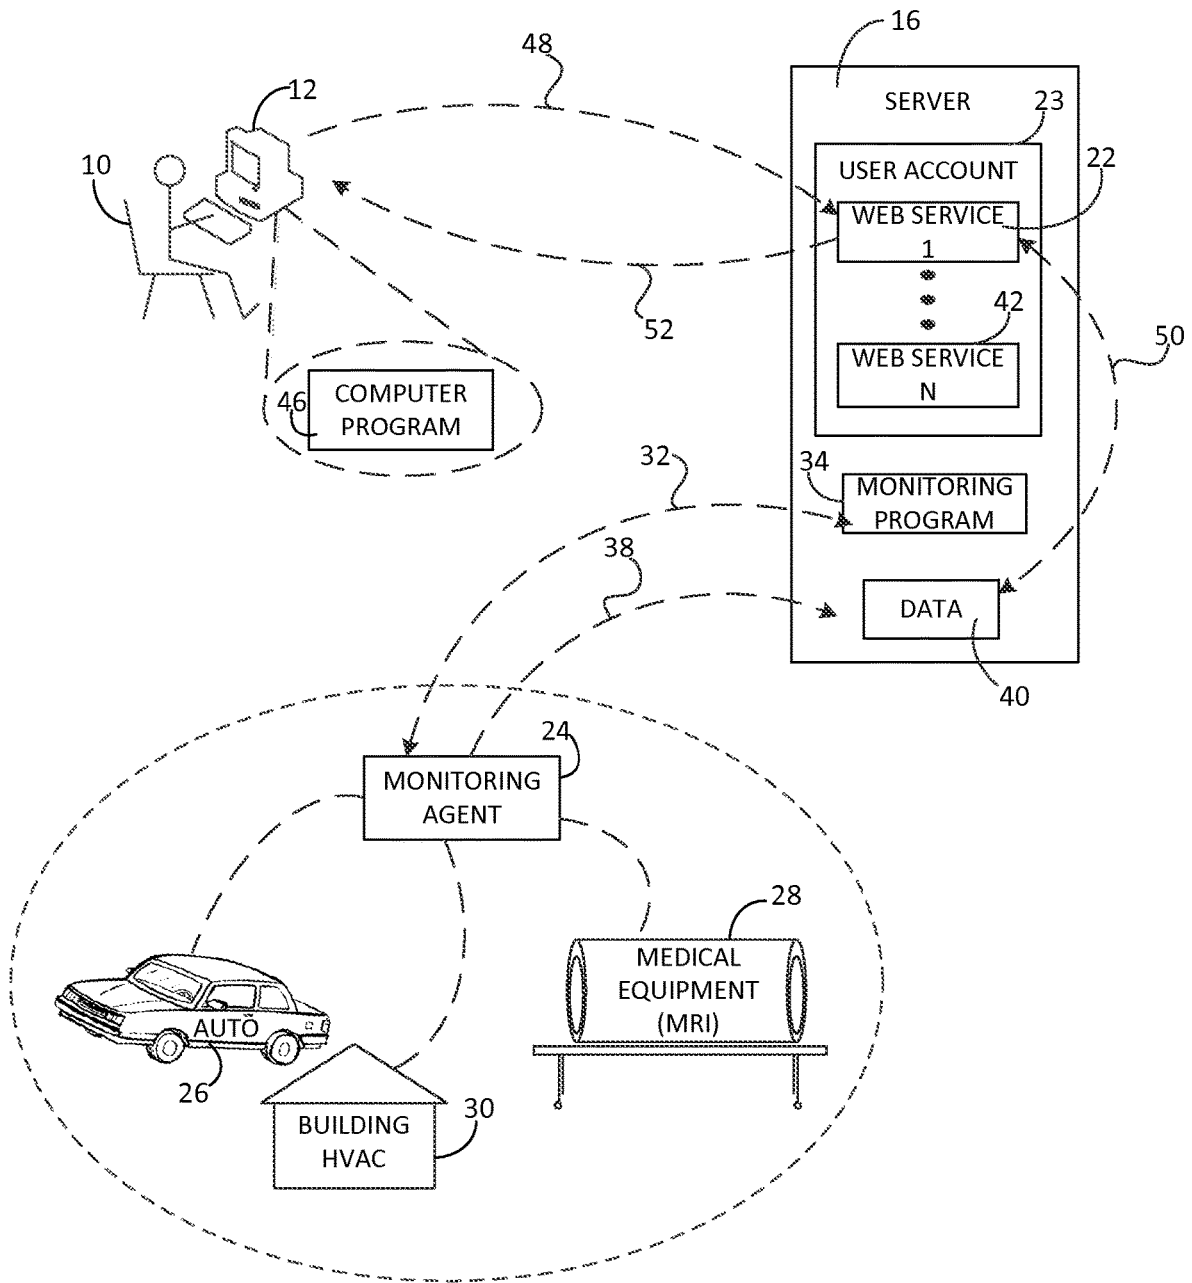 48
16
SERVER
12
23
USER ACCOUNT
22
10
WEB SERVICE
1
52
42
50
WEB SERVICE
N
COMPUTER
46
PROGRAM
32
34
MONITORING
PROGRAM
38
DATA
40
24
MONITORING
AGENT
28
MEDICAL
EQUIPMENT
(MRI)
AUTO
26
30
BUILDING
HVAC